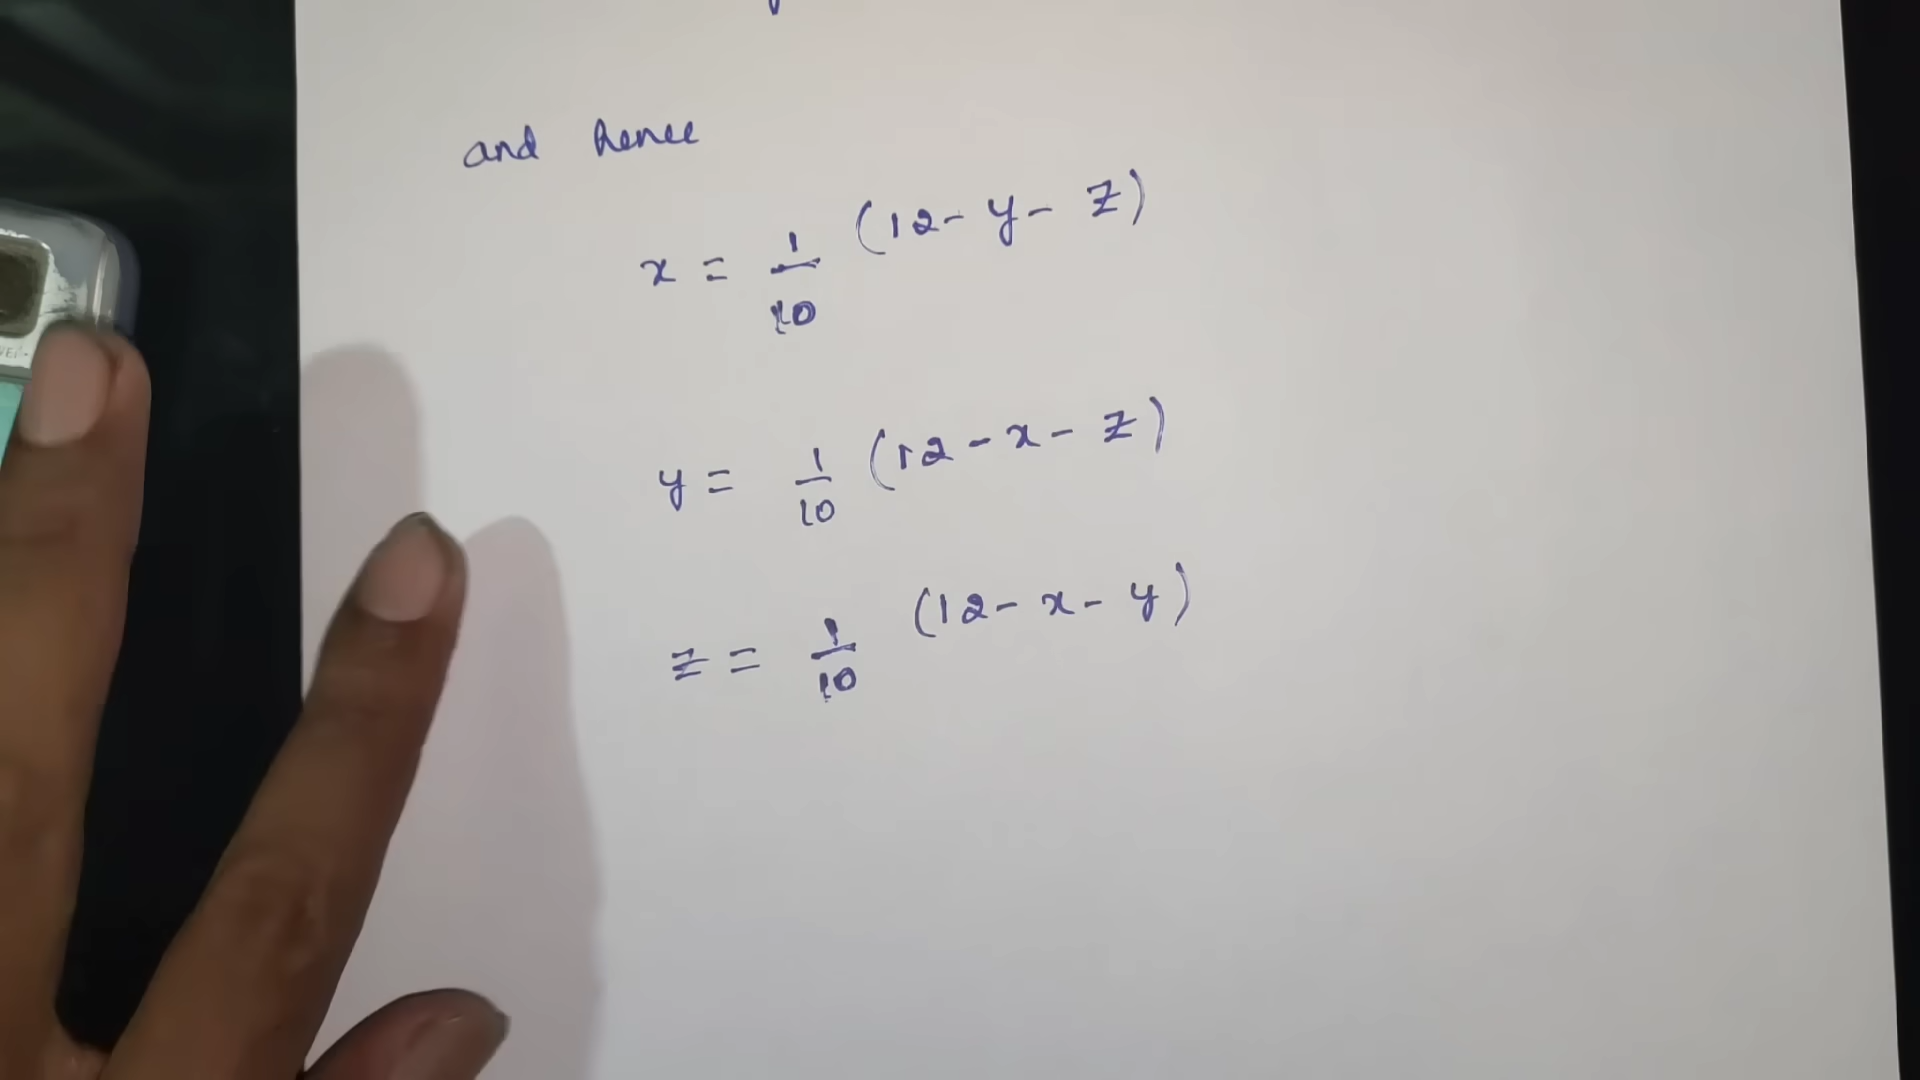 and hence
x = 1/10 (12 - y - z)
y = 1/10 (12 - x - z)
z = 1/10 (12 - x - y)